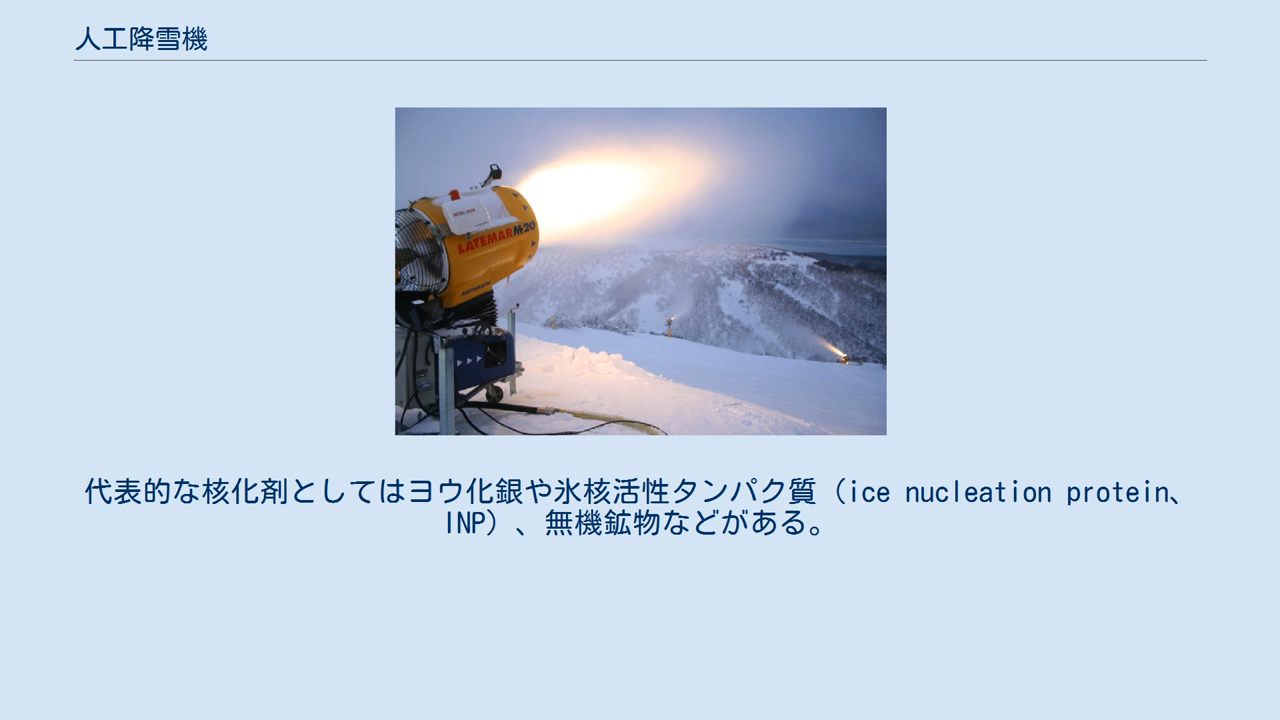 人工降雪機
LATEMAR M20
AUTOMATIC
代表的な核化剤としてはヨウ化銀や氷核活性タンパク質（ice nucleation protein、
INP）、無機鉱物などがある。